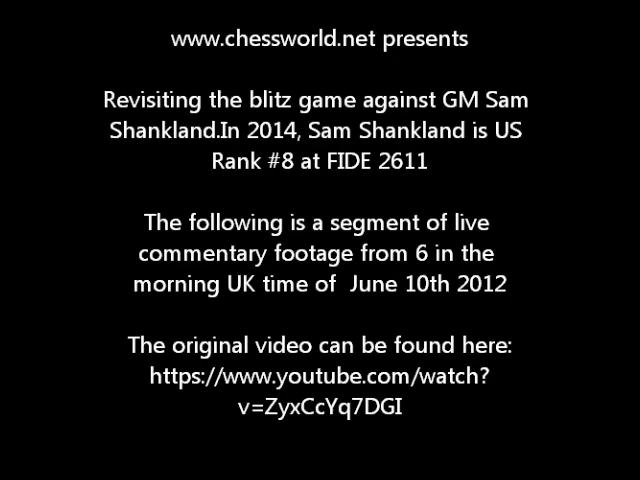 www.chessworld.net presents
Revisiting the blitz game against GM Sam
Shankland.In 2014, Sam Shankland is US
Rank #8 at FIDE 2611
The following is a segment of live
commentary footage from 6 in the
morning UK time of  June 10th 2012
The original video can be found here:
https://www.youtube.com/watch?
v=ZyxCcYq7DGI